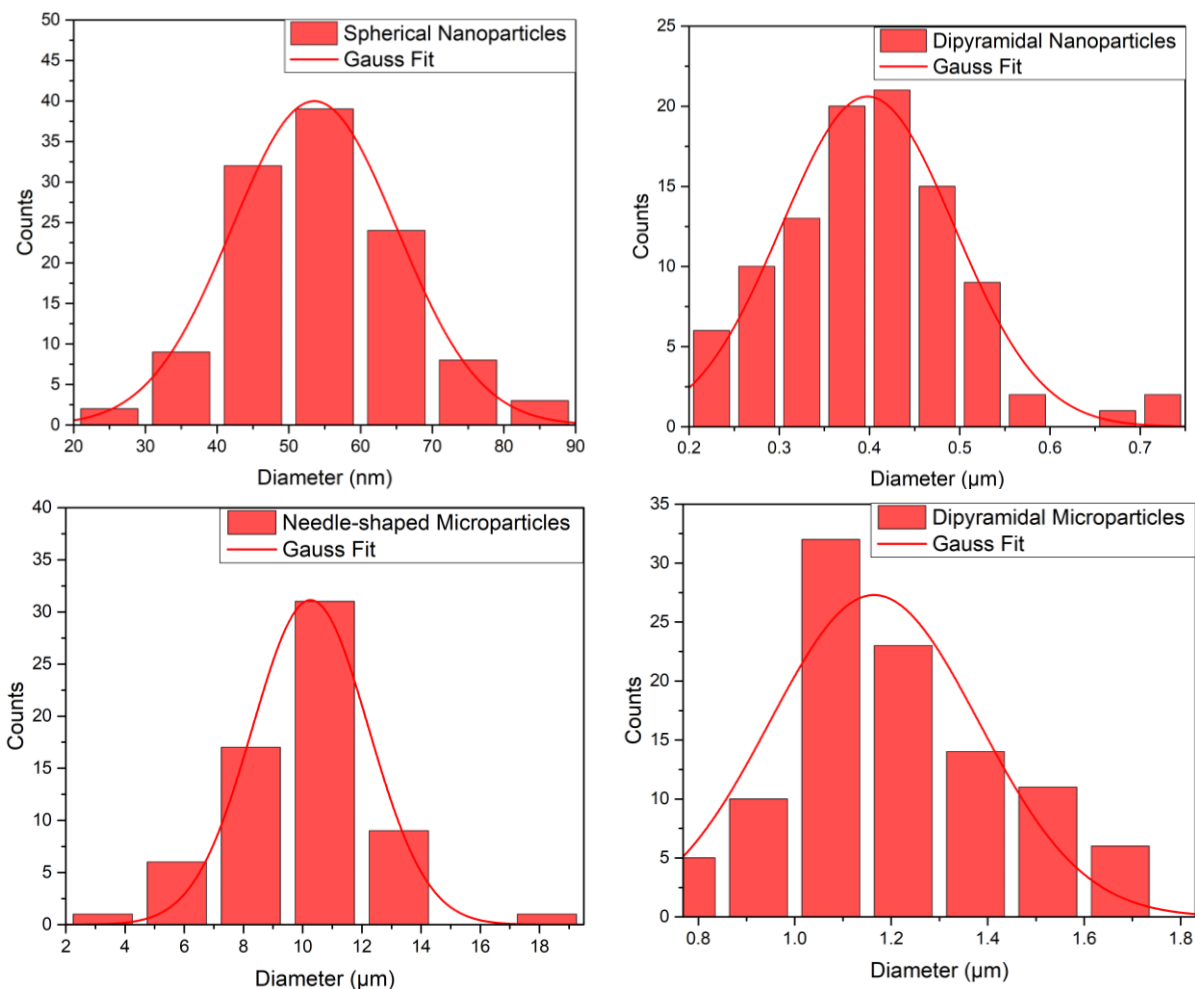 Spherical Nanoparticles
Gauss Fit
50
45
40
35
30
25
20
15
10
5
0
Counts
20 30 40 50 60 70 80 90
Diameter (nm)
Dipyramidal Nanoparticles
Gauss Fit
25
20
15
10
5
0
Counts
0.2 0.3 0.4 0.5 0.6 0.7
Diameter (µm)
Needle-shaped Microparticles
Gauss Fit
40
35
30
25
20
15
10
5
0
Counts
2 4 6 8 10 12 14 16 18
Diameter (µm)
Dipyramidal Microparticles
Gauss Fit
35
30
25
20
15
10
5
0
Counts
0.8 1.0 1.2 1.4 1.6 1.8
Diameter (µm)